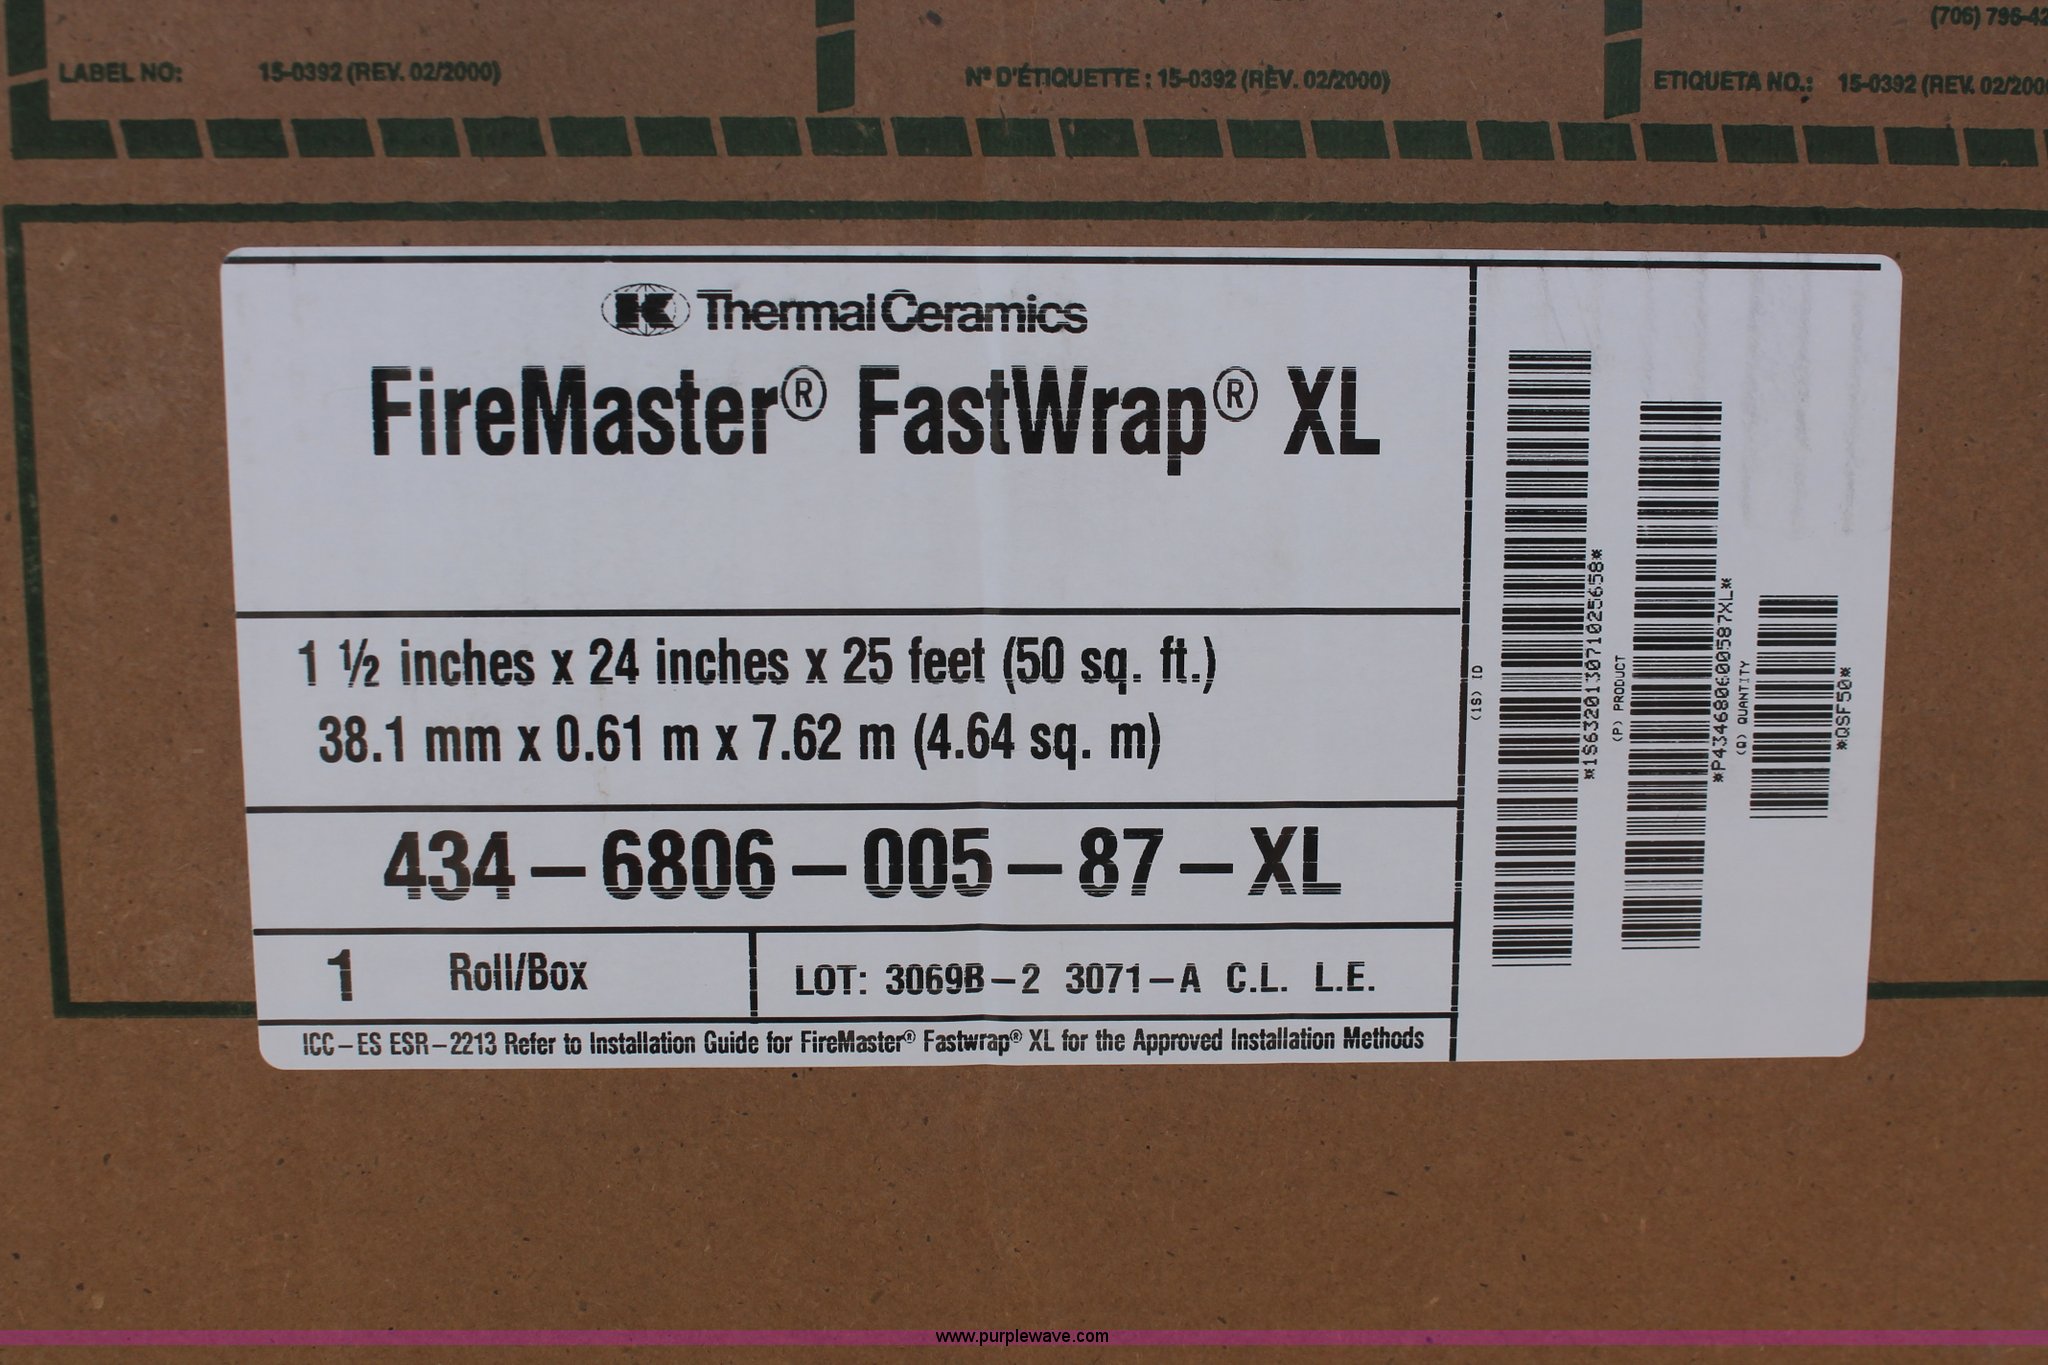 (706) 796-42
LABEL NO: 15-0392 (REV. 02/2000)
Nº D'ÉTIQUETTE : 15-0392 (RÈV. 02/2000)
ETIQUETA NO.: 15-0392 (REV. 02/200
Thermal Ceramics
FireMaster® FastWrap® XL
1 ½ inches x 24 inches x 25 feet (50 sq. ft.)
38.1 mm x 0.61 m x 7.62 m (4.64 sq. m)
434-6806-005-87-XL
1 Roll/Box
LOT: 3069B-2 3071-A C.L. L.E.
ICC-ES ESR-2213 Refer to Installation Guide for FireMaster® Fastwrap® XL for the Approved Installation Methods
(1S) ID
*1S632013071025658*
(P) PRODUCT
*P434680600587XL*
(Q) QUANTITY
*QSF50*
www.purplewave.com